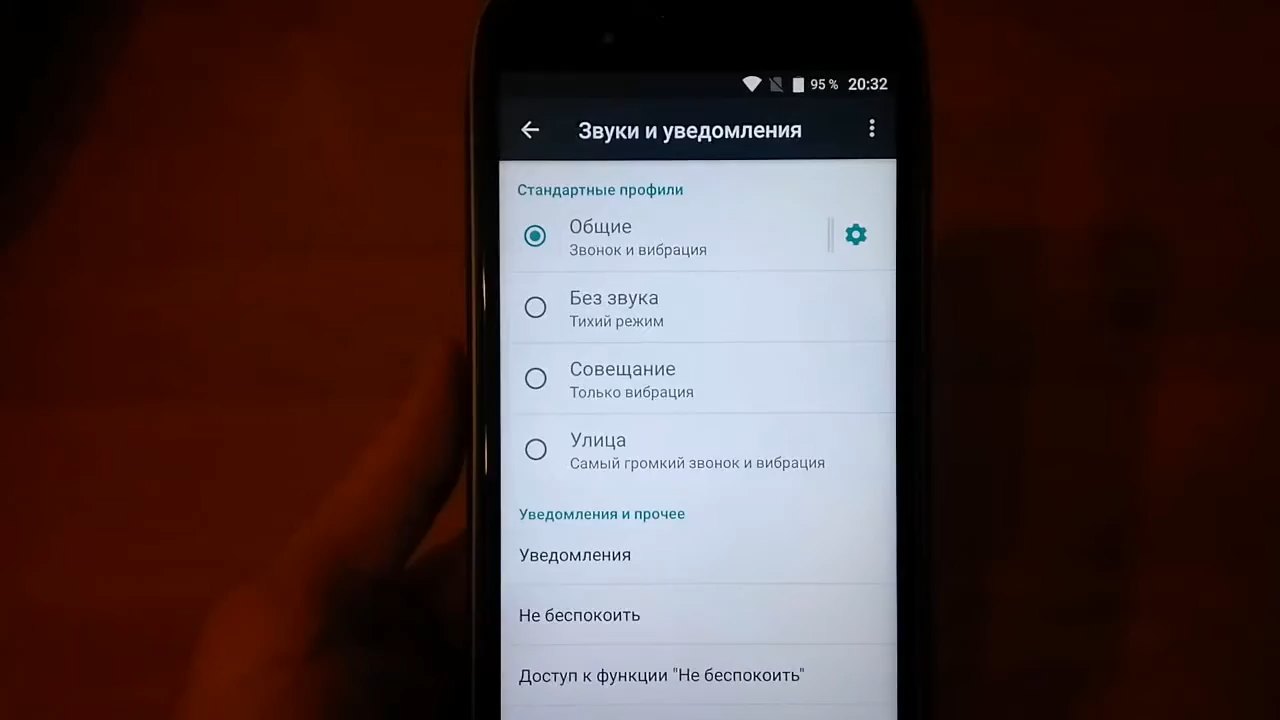 95 % 20:32
Звуки и уведомления
Стандартные профили
Общие
Звонок и вибрация
Без звука
Тихий режим
Совещание
Только вибрация
Улица
Самый громкий звонок и вибрация
Уведомления и прочее
Уведомления
Не беспокоить
Доступ к функции "Не беспокоить"